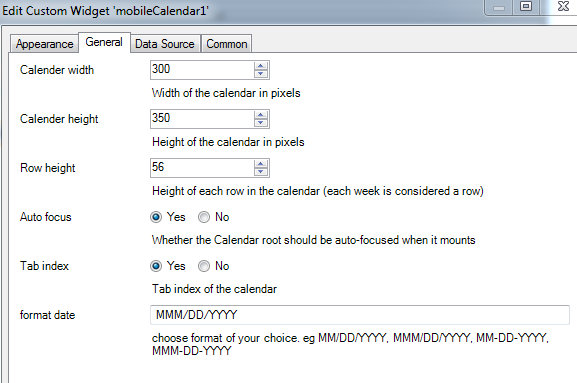 Edit Custom Widget 'mobileCalendar1'
Appearance General Data Source Common
Calender width 300
Width of the calendar in pixels
Calender height 350
Height of the calendar in pixels
Row height 56
Height of each row in the calendar (each week is considered a row)
Auto focus Yes No
Whether the Calendar root should be auto-focused when it mounts
Tab index Yes No
Tab index of the calendar
format date MMM/DD/YYYY
choose format of your choice. eg MM/DD/YYYY, MMM/DD/YYYY, MM-DD-YYYY,
MMM-DD-YYYY